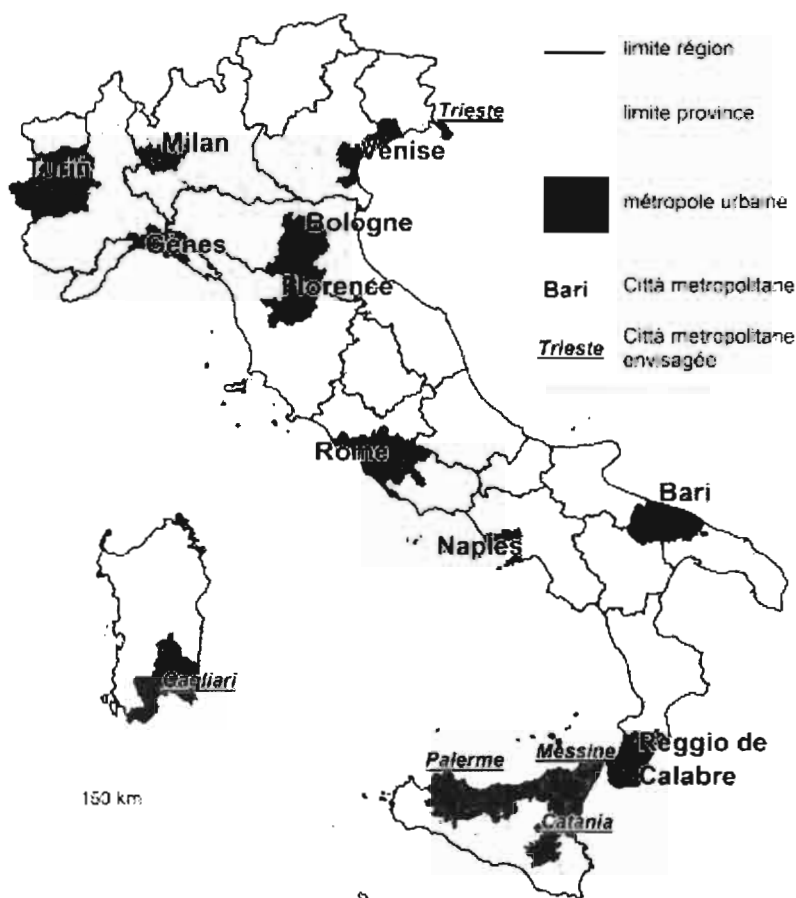 limite région
limite province
métropole urbaine
Bari
Città metropolitane
Trieste
Città metropolitane
envisagée
Trieste
Milan
Venise
Turin
Gênes
Bologne
Florence
Rome
Bari
Naples
Cagliari
Palerme
Messine
Reggio de
Calabre
Catania
150 km